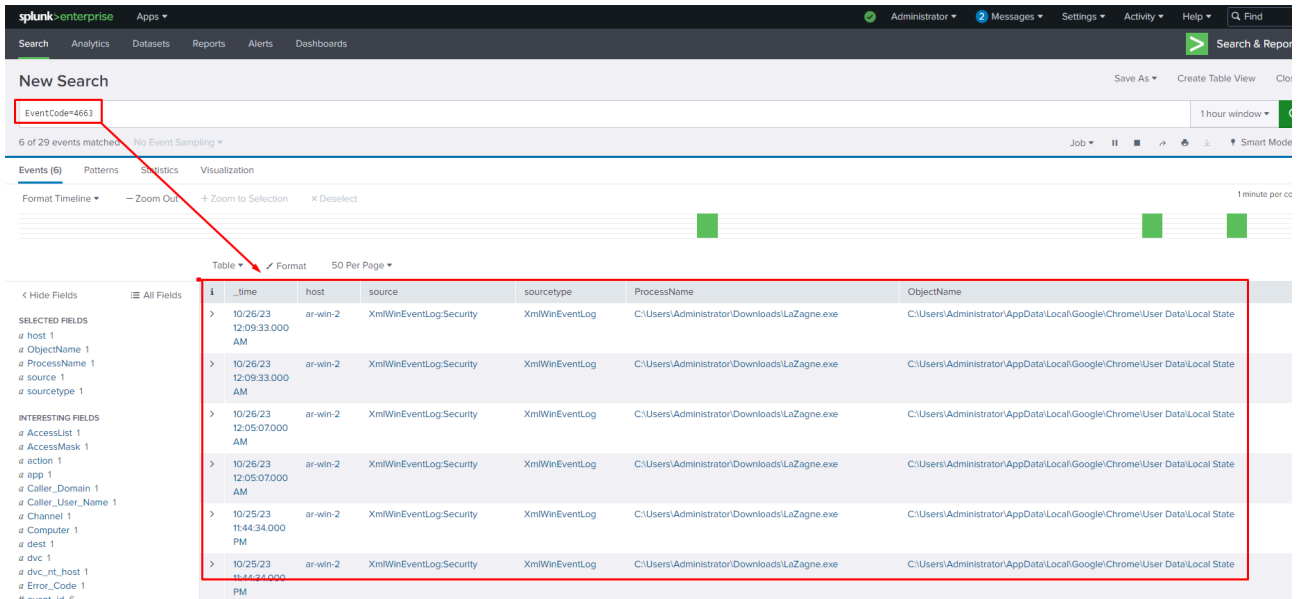 splunk>enterprise Apps Administrator 2 Messages Settings Activity Help Find
Search Analytics Datasets Reports Alerts Dashboards Search & Repor
New Search Save As Create Table View Clos
EventCode=4663 1 hour window
6 of 29 events matched No Event Sampling Job Smart Mode
Events (6) Patterns Statistics Visualization
Format Timeline — Zoom Out + Zoom to Selection × Deselect 1 minute per co
Table Format 50 Per Page
< Hide Fields All Fields
SELECTED FIELDS
a host 1
a ObjectName 1
a ProcessName 1
a source 1
a sourcetype 1
INTERESTING FIELDS
a AccessList 1
a AccessMask 1
a action 1
a app 1
a Caller_Domain 1
a Caller_User_Name 1
a Channel 1
a Computer 1
a dest 1
a dvc 1
a dvc_nt_host 1
a Error_Code 1
# event_id 6
i _time host source sourcetype ProcessName ObjectName
> 10/26/23 ar-win-2 XmlWinEventLog:Security XmlWinEventLog C:\Users\Administrator\Downloads\LaZagne.exe C:\Users\Administrator\AppData\Local\Google\Chrome\User Data\Local State
12:09:33.000
AM
> 10/26/23 ar-win-2 XmlWinEventLog:Security XmlWinEventLog C:\Users\Administrator\Downloads\LaZagne.exe C:\Users\Administrator\AppData\Local\Google\Chrome\User Data\Local State
12:09:33.000
AM
> 10/26/23 ar-win-2 XmlWinEventLog:Security XmlWinEventLog C:\Users\Administrator\Downloads\LaZagne.exe C:\Users\Administrator\AppData\Local\Google\Chrome\User Data\Local State
12:05:07.000
AM
> 10/26/23 ar-win-2 XmlWinEventLog:Security XmlWinEventLog C:\Users\Administrator\Downloads\LaZagne.exe C:\Users\Administrator\AppData\Local\Google\Chrome\User Data\Local State
12:05:07.000
AM
> 10/25/23 ar-win-2 XmlWinEventLog:Security XmlWinEventLog C:\Users\Administrator\Downloads\LaZagne.exe C:\Users\Administrator\AppData\Local\Google\Chrome\User Data\Local State
11:44:34.000
PM
> 10/25/23 ar-win-2 XmlWinEventLog:Security XmlWinEventLog C:\Users\Administrator\Downloads\LaZagne.exe C:\Users\Administrator\AppData\Local\Google\Chrome\User Data\Local State
11:44:34.000
PM